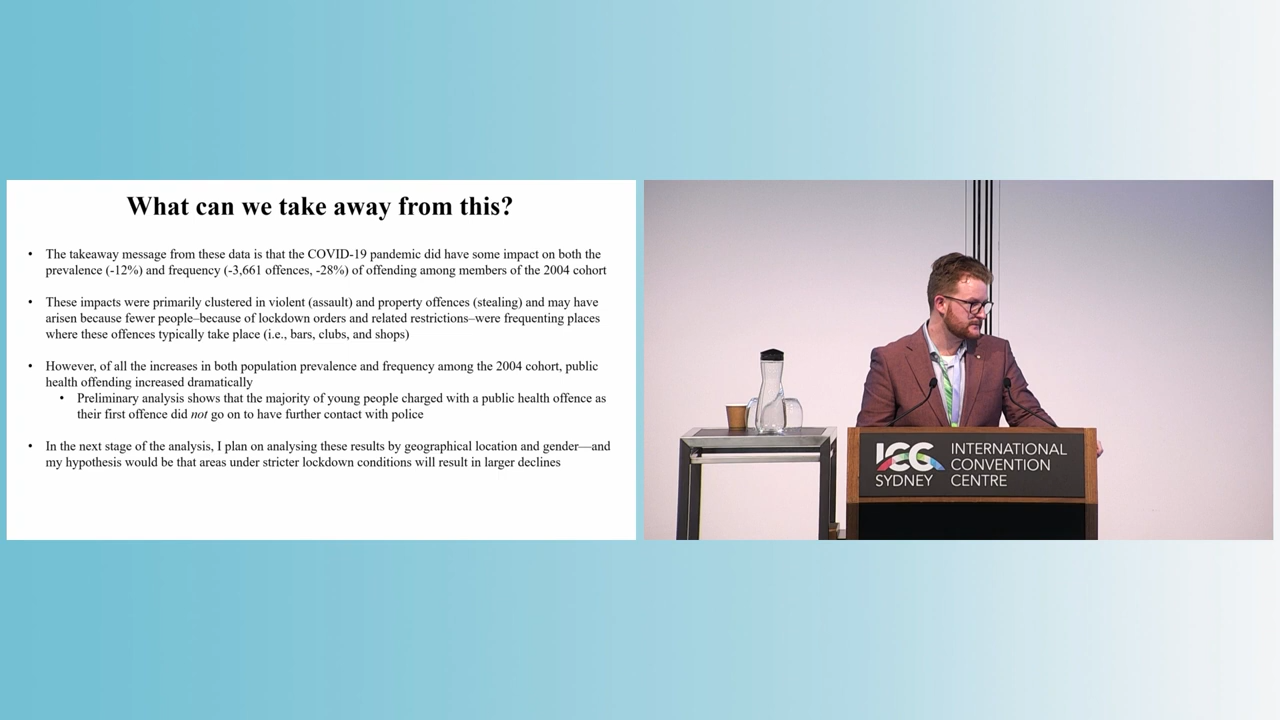 What can we take away from this?
• The takeaway message from these data is that the COVID-19 pandemic did have some impact on both the
prevalence (-12%) and frequency (-3,661 offences, -28%) of offending among members of the 2004 cohort
• These impacts were primarily clustered in violent (assault) and property offences (stealing) and may have
arisen because fewer people–because of lockdown orders and related restrictions–were frequenting places
where these offences typically take place (i.e., bars, clubs, and shops)
• However, of all the increases in both population prevalence and frequency among the 2004 cohort, public
health offending increased dramatically
• Preliminary analysis shows that the majority of young people charged with a public health offence as
their first offence did not go on to have further contact with police
• In the next stage of the analysis, I plan on analysing these results by geographical location and gender—and
my hypothesis would be that areas under stricter lockdown conditions will result in larger declines
ICC
SYDNEY
INTERNATIONAL
CONVENTION
CENTRE